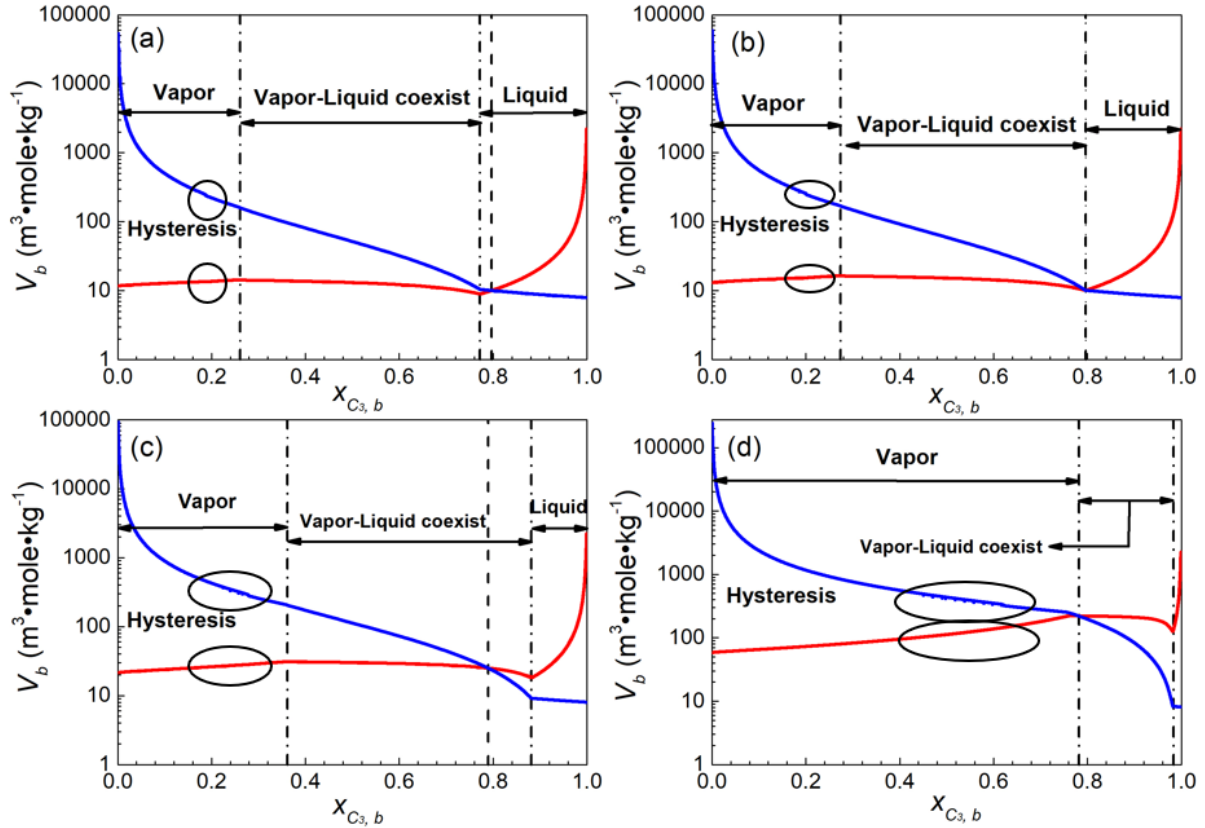 (a)
100000
10000
1000
100
10
1
V_b (m³•mole•kg⁻¹)
Vapor
Vapor-Liquid coexist
Liquid
Hysteresis
0.0 0.2 0.4 0.6 0.8 1.0
x_C₃, b
(b)
100000
10000
1000
100
10
1
V_b (m³•mole•kg⁻¹)
Vapor
Vapor-Liquid coexist
Liquid
Hysteresis
0.0 0.2 0.4 0.6 0.8 1.0
x_C₃, b
(c)
100000
10000
1000
100
10
1
V_b (m³•mole•kg⁻¹)
Vapor
Vapor-Liquid coexist
Liquid
Hysteresis
0.0 0.2 0.4 0.6 0.8 1.0
x_C₃, b
(d)
100000
10000
1000
100
10
1
V_b (m³•mole•kg⁻¹)
Vapor
Vapor-Liquid coexist
Hysteresis
0.0 0.2 0.4 0.6 0.8 1.0
x_C₃, b